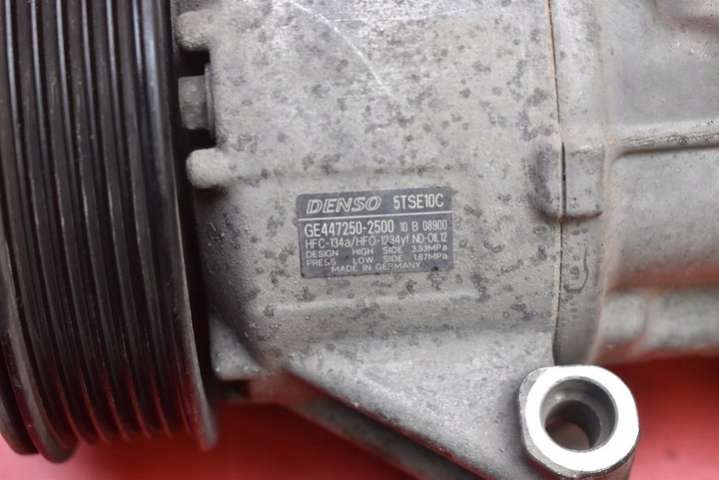 DENSO 5TSE10C
GE447250-2500 10 B 08900
HFC-134a/HFO-1234yf ND-OIL12
DESIGN HIGH SIDE 3.53MPa
PRESS LOW SIDE 1.87MPa
MADE IN GERMANY